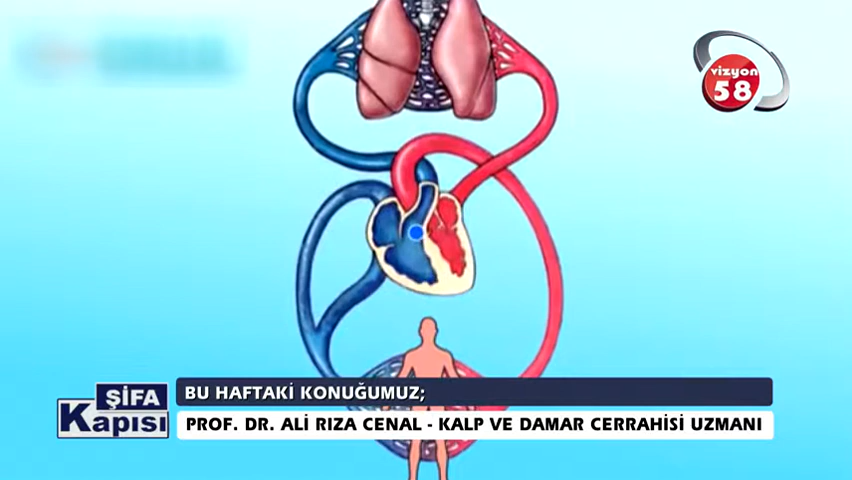 vizyon
58
BU HAFTAKİ KONUĞUMUZ;
ŞİFA
Kapısı
PROF. DR. ALİ RIZA CENAL - KALP VE DAMAR CERRAHİSİ UZMANI